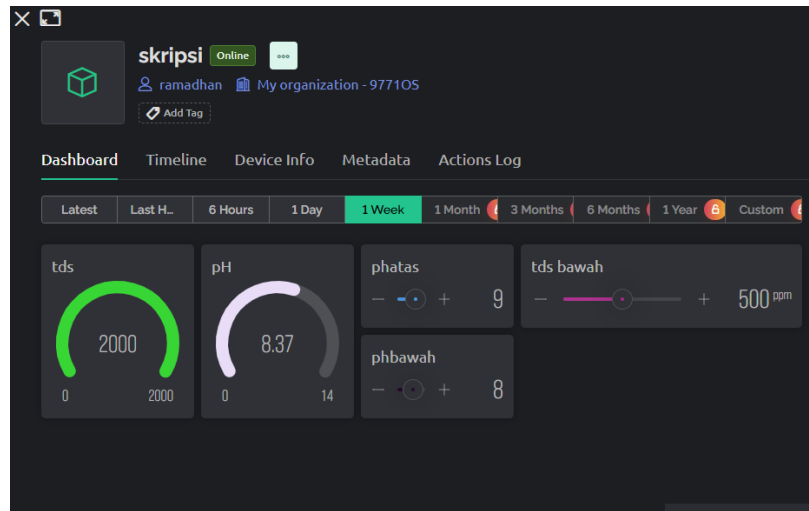 skripsi Online
ramadhan My organization - 9771OS
Add Tag
Dashboard Timeline Device Info Metadata Actions Log
Latest Last H... 6 Hours 1 Day 1 Week 1 Month 3 Months 6 Months 1 Year Custom
tds pH phatas tds bawah
− + 9 − + 500 ppm
2000 8.37
phbawah
0 2000 0 14 − + 8